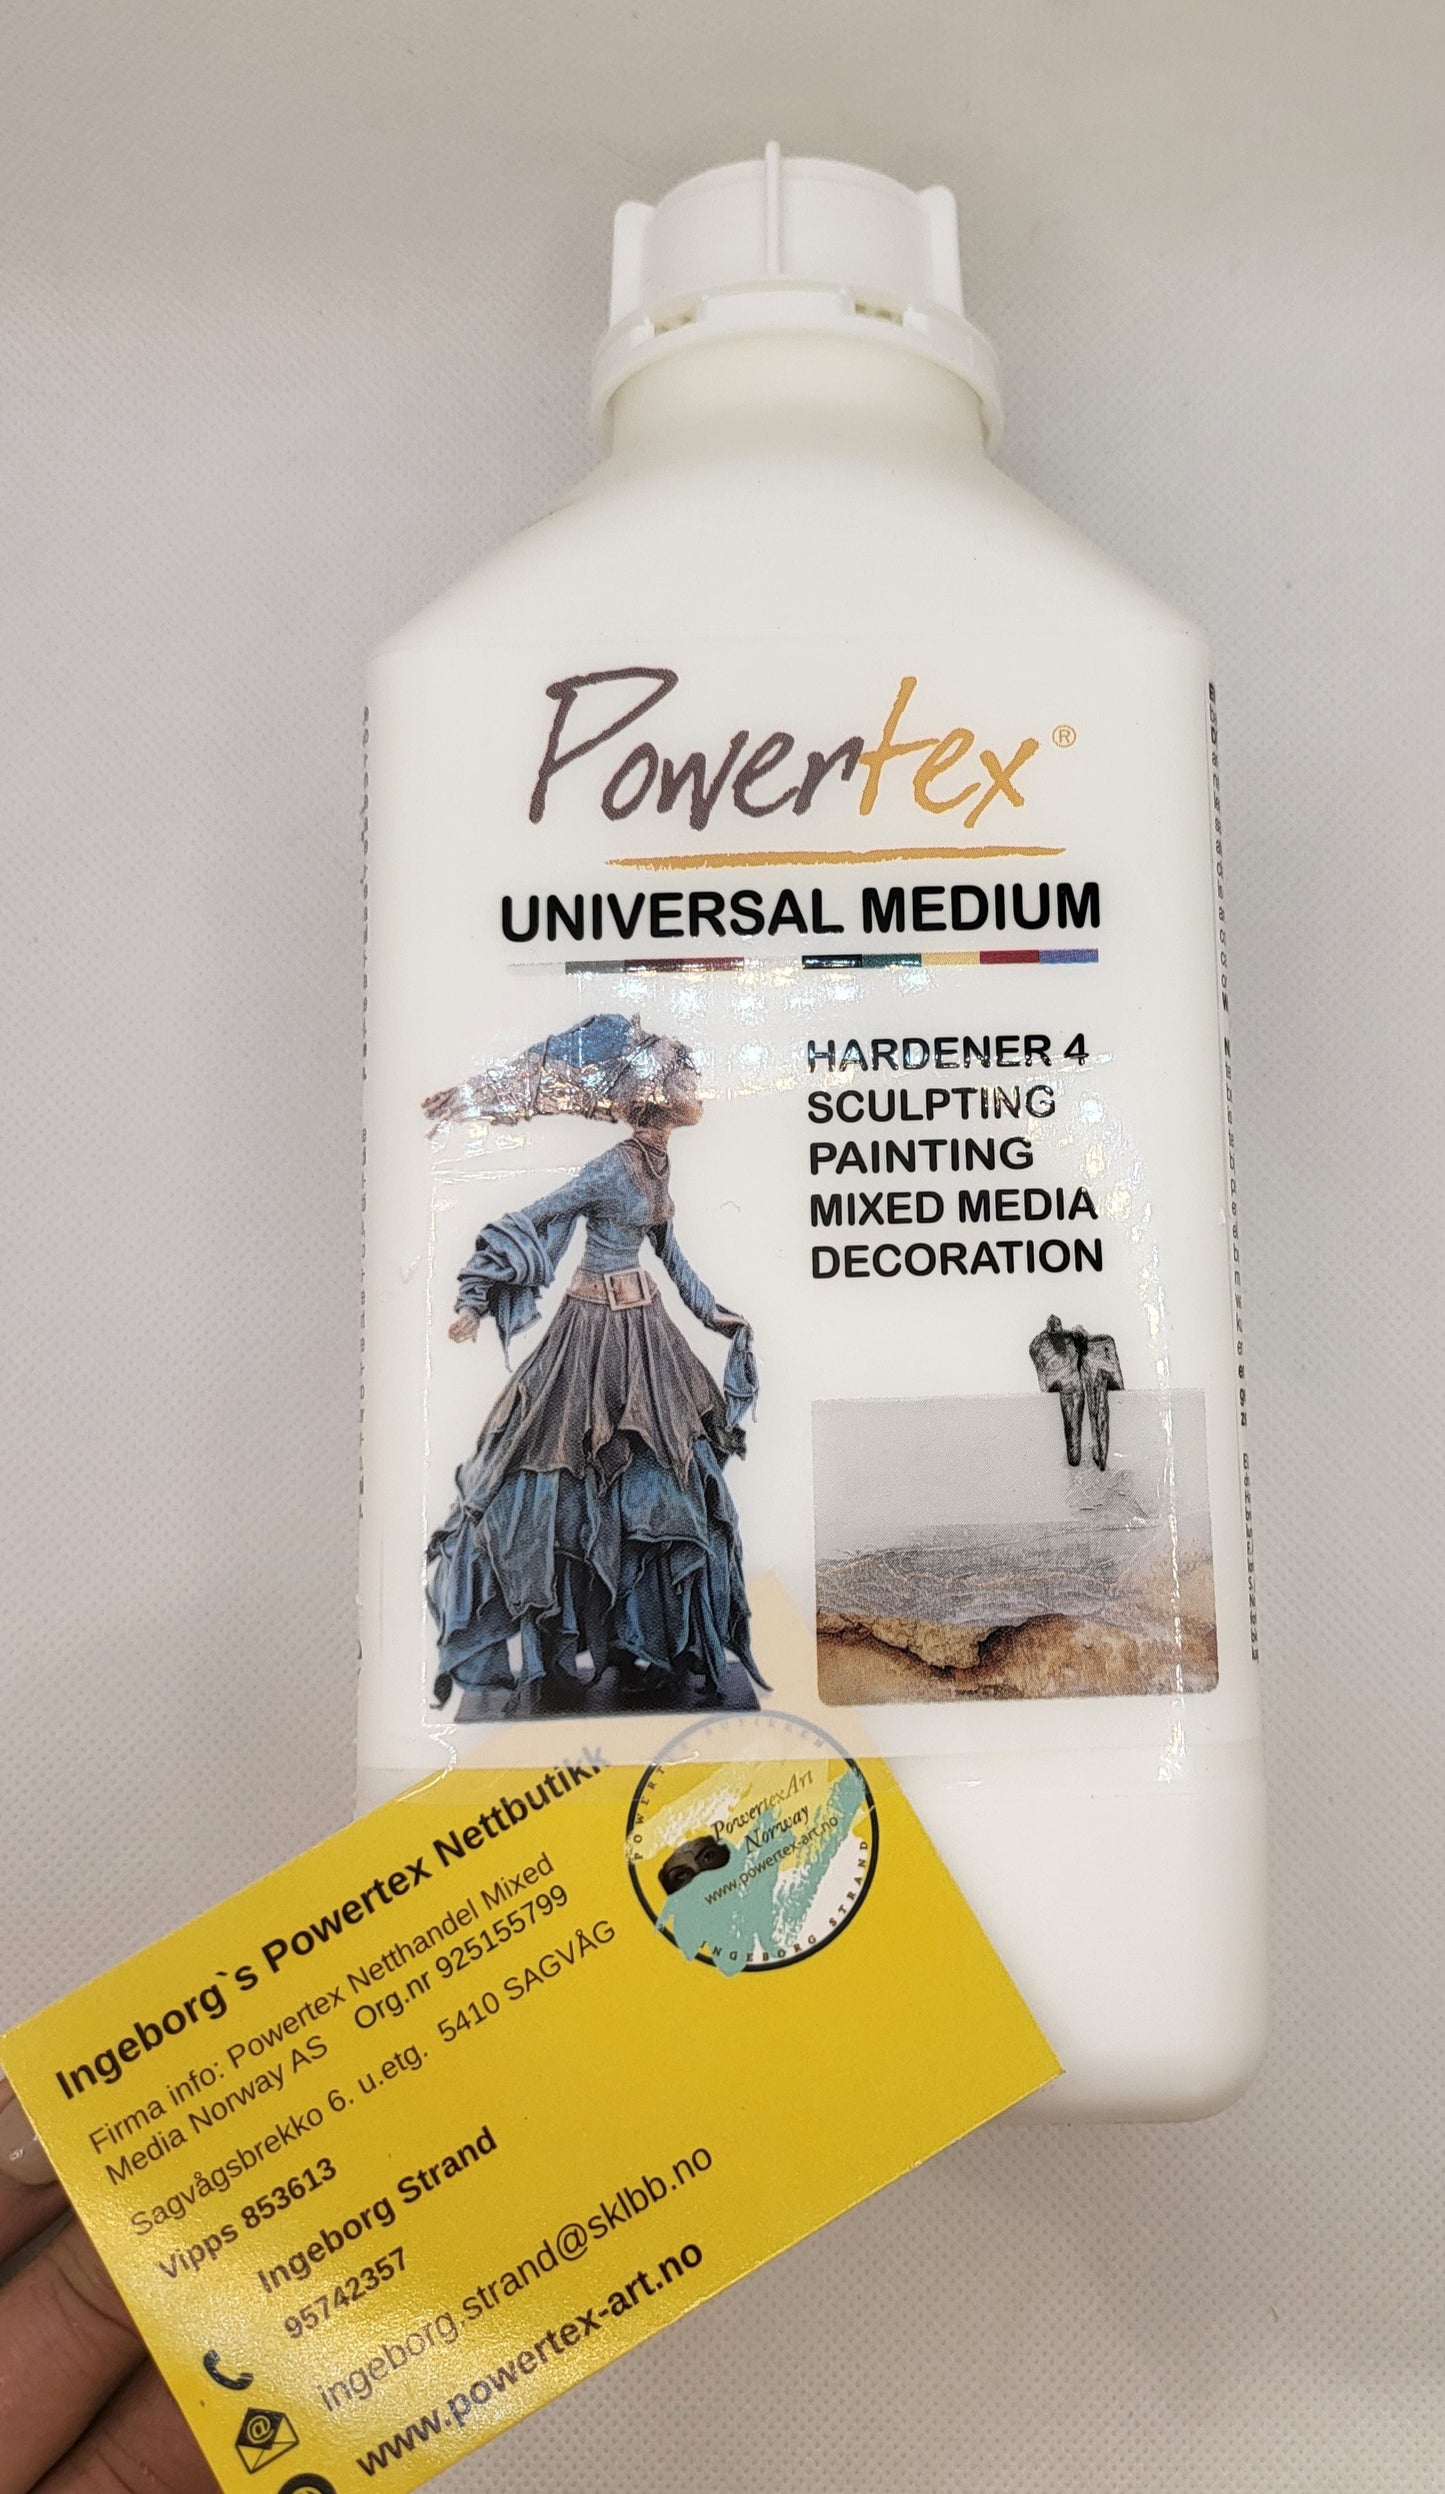 Powertex®
UNIVERSAL MEDIUM
HARDENER 4
SCULPTING
PAINTING
MIXED MEDIA
DECORATION
Ingeborg`s Powertex Nettbutikk
Firma info: Powertex Netthandel Mixed
Media Norway AS Org.nr 925155799
Sagvågsbrekko 6. u.etg. 5410 SAGVÅG
Vipps 853613
Ingeborg Strand
95742357
ingeborg.strand@sklbb.no
www.powertex-art.no
PowertexArt
Norway
www.powertex-art.no
INGEBORG STRAND